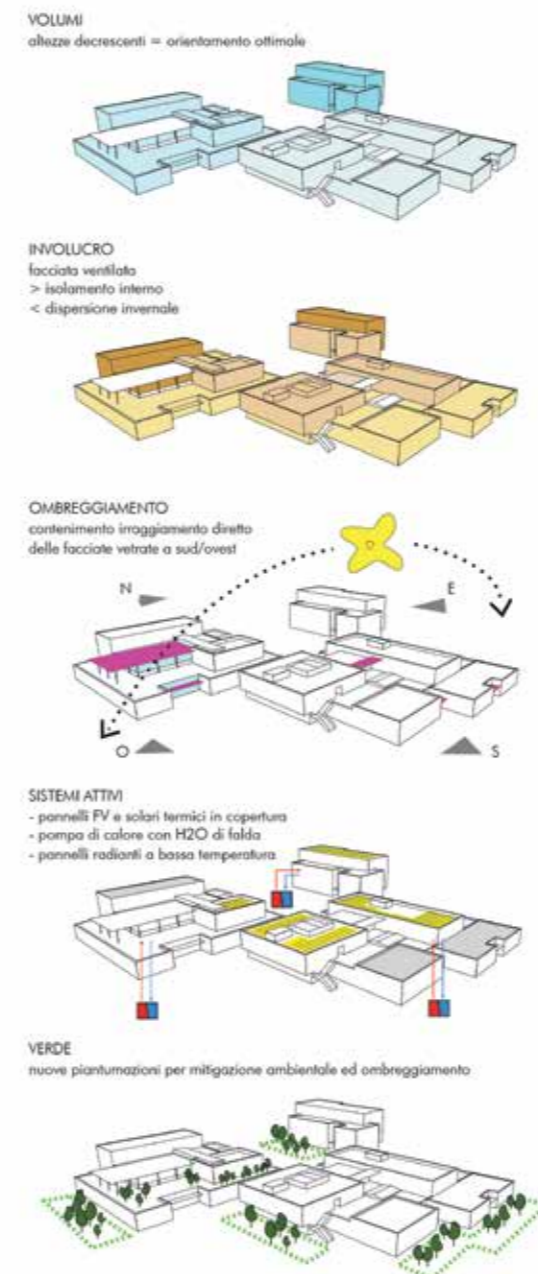 VOLUMI
altezze decrescenti = orientamento ottimale
INVOLUCRO
facciata ventilata
> isolamento interno
< dispersione invernale
OMBREGGIAMENTO
contenimento irraggiamento diretto
delle facciate vetrate a sud/ovest
N
E
O
S
SISTEMI ATTIVI
- pannelli FV e solari termici in copertura
- pompa di calore con H2O di falda
- pannelli radianti a bassa temperatura
VERDE
nuove piantumazioni per mitigazione ambientale ed ombreggiamento